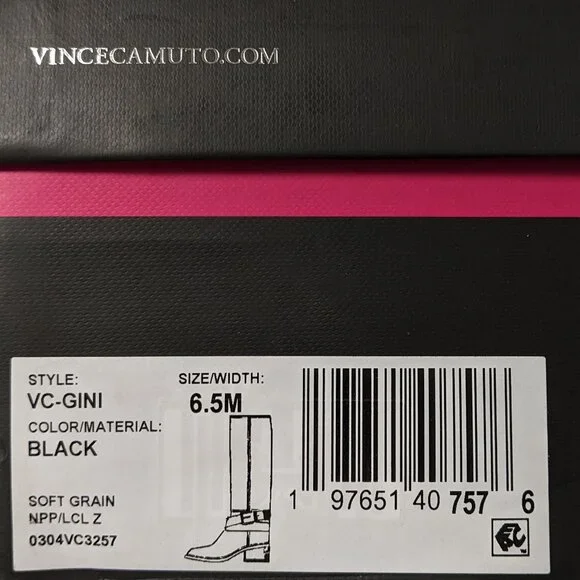 VINCECAMUTO.COM
STYLE: SIZE/WIDTH:
VC-GINI 6.5M
COLOR/MATERIAL:
BLACK
SOFT GRAIN
NPP/LCL Z
0304VC3257
1 97651 40 757 6